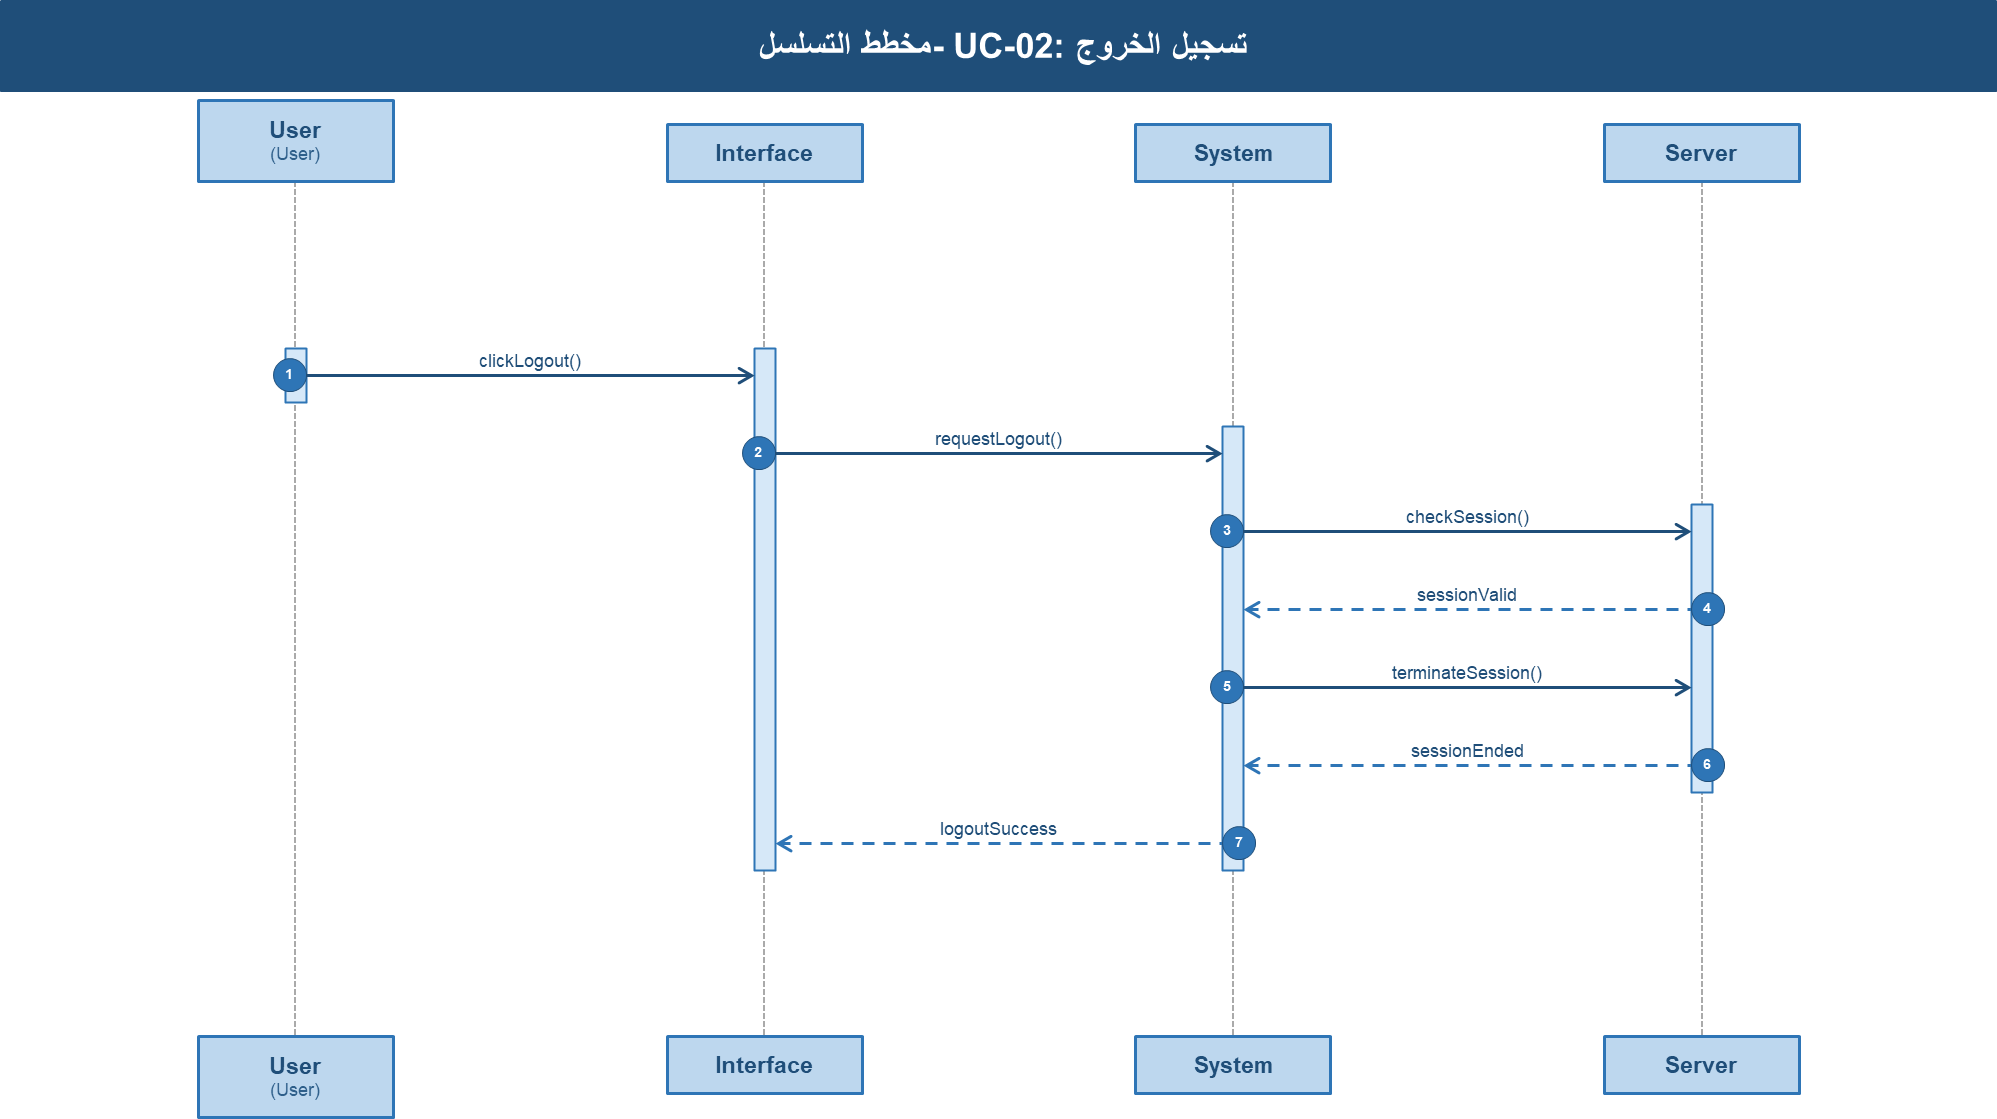 مخطط التسلسل- UC-02: تسجيل الخروج
User
(User)
Interface
System
Server
1
clickLogout()
2
requestLogout()
3
checkSession()
sessionValid
4
5
terminateSession()
sessionEnded
6
logoutSuccess
7
User
(User)
Interface
System
Server